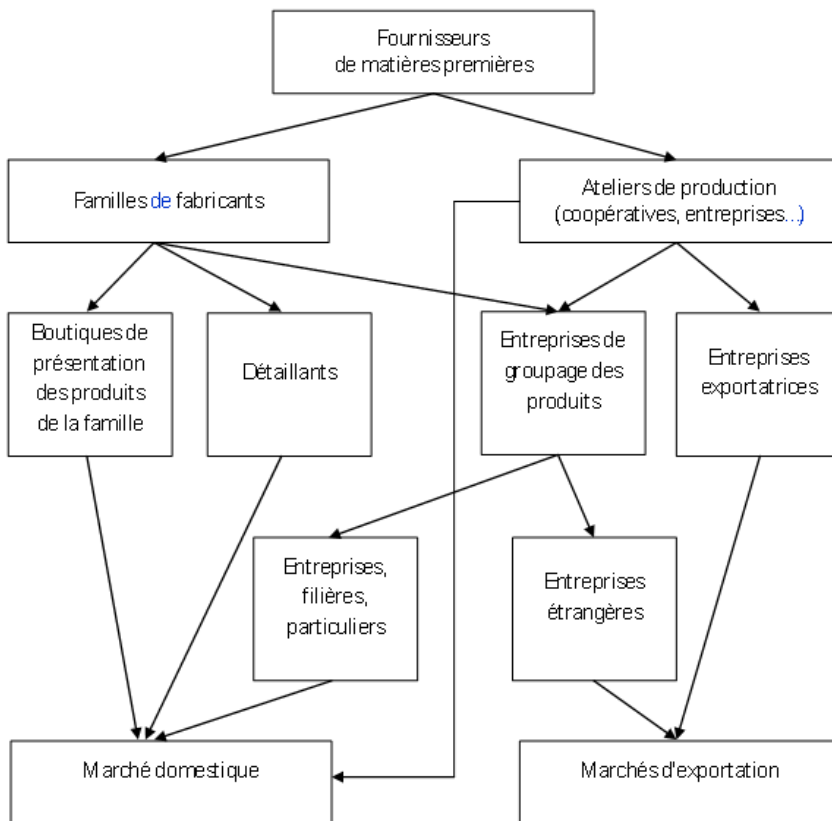 Fournisseurs
de matières premières
Familles de fabricants
Ateliers de production
(coopératives, entreprises...)
Boutiques de
présentation
des produits
de la famille
Détaillants
Entreprises de
groupage des
produits
Entreprises
exportatrices
Entreprises,
filières,
particuliers
Entreprises
étrangères
Marché domestique
Marchés d'exportation